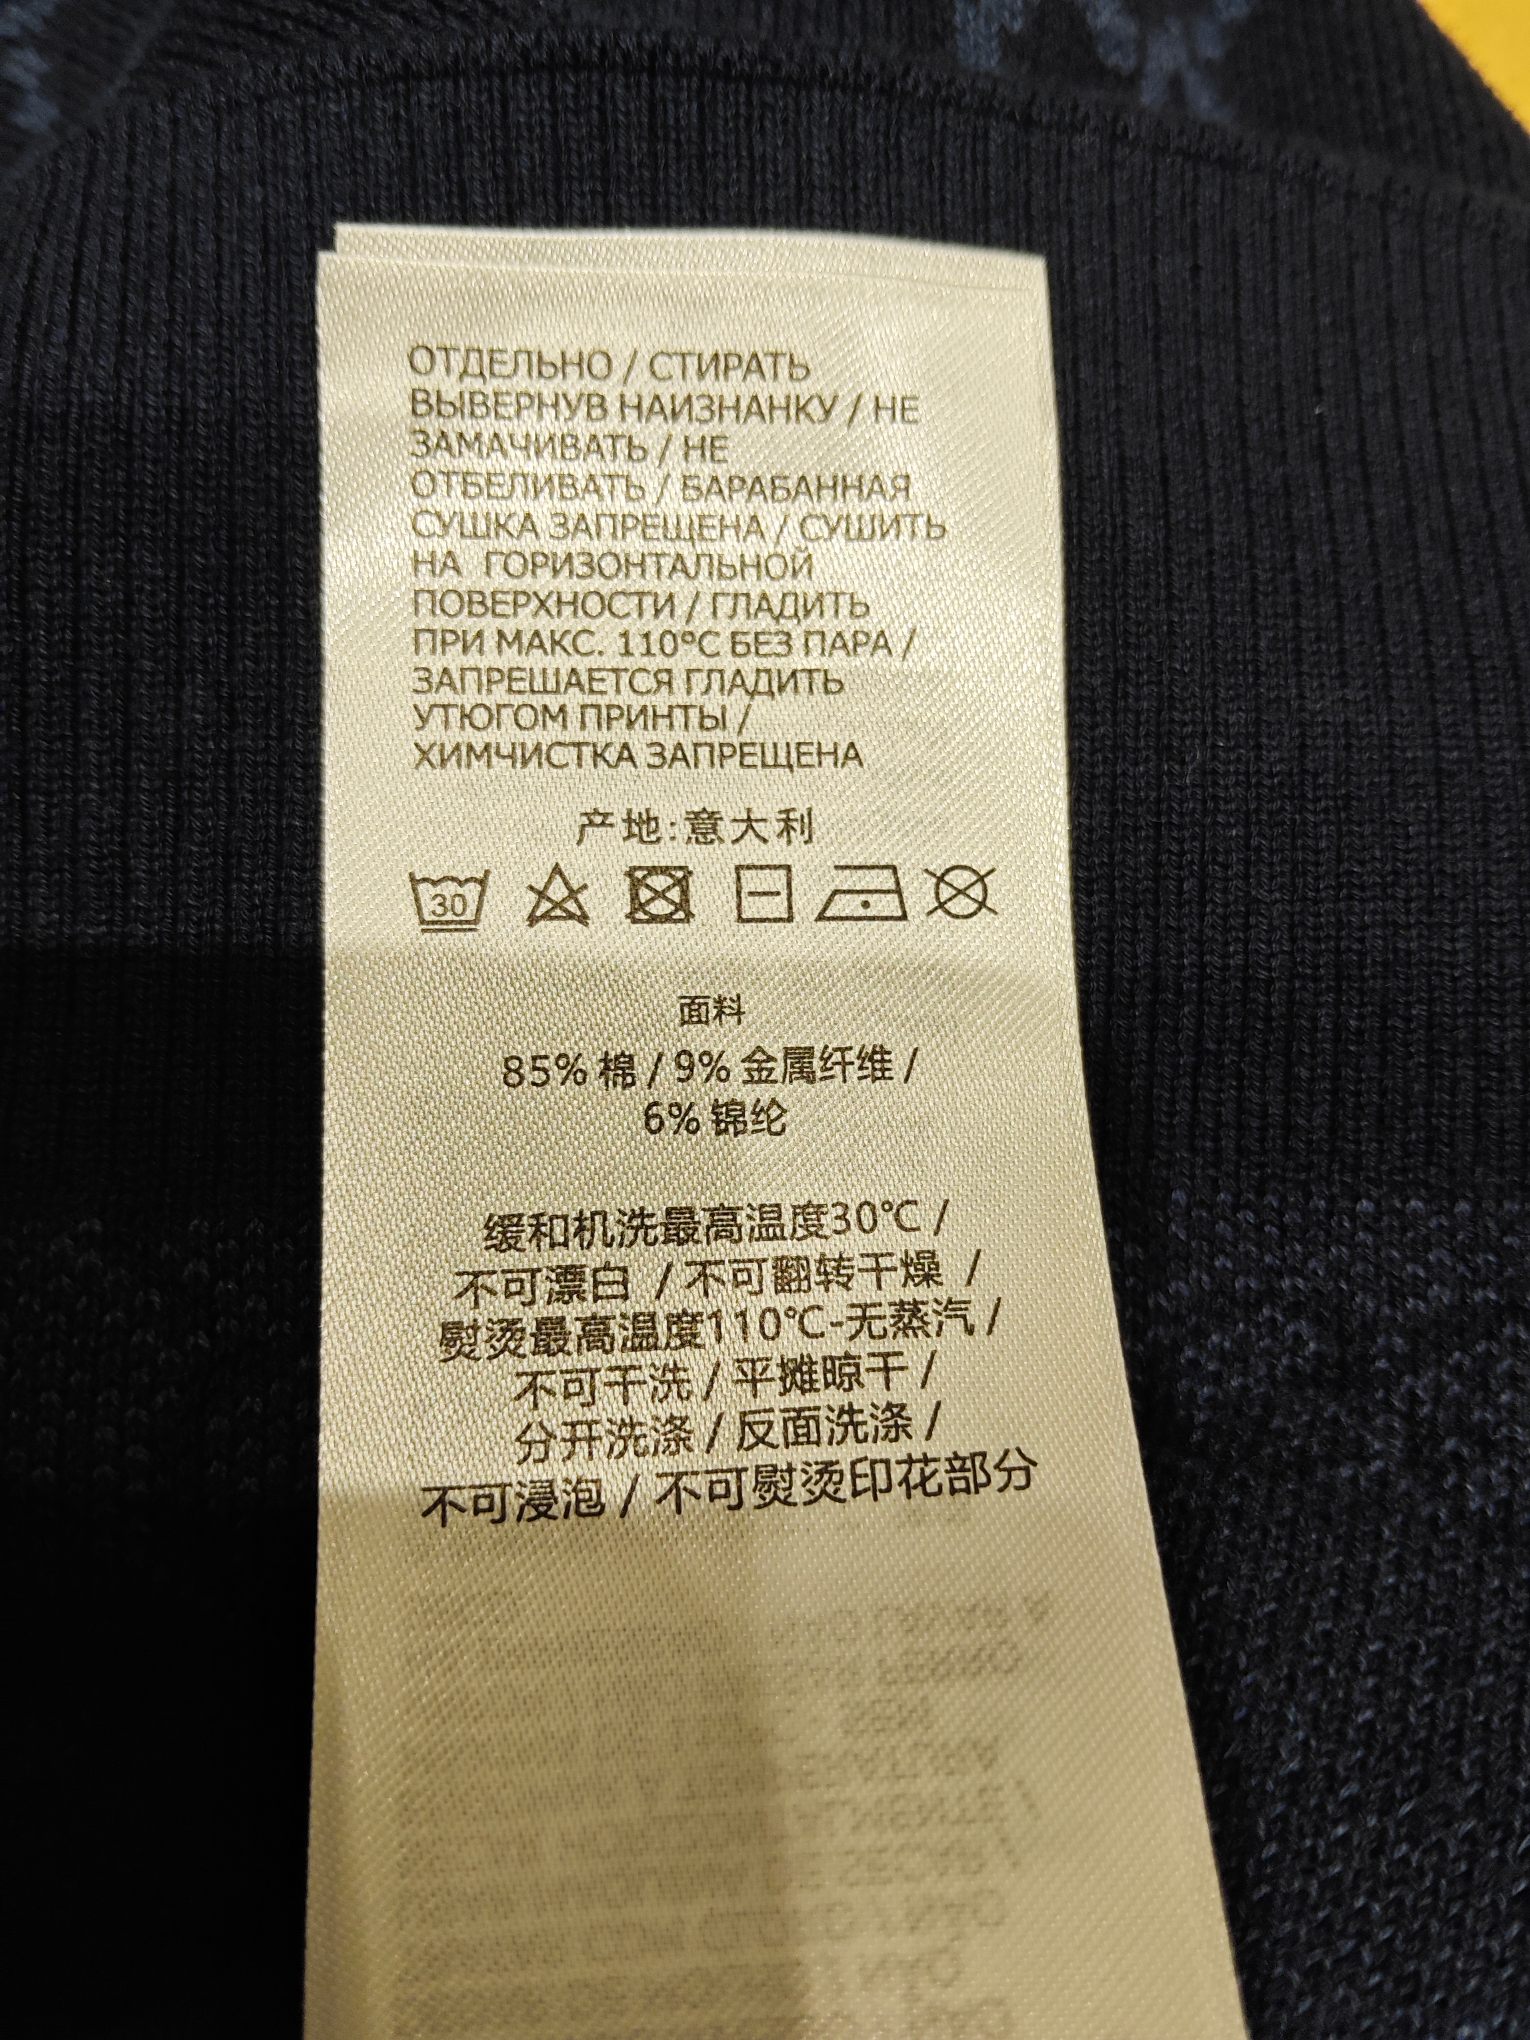 ОТДЕЛЬНО / СТИРАТЬ
ВЫВЕРНУВ НАИЗНАНКУ / НЕ
ЗАМАЧИВАТЬ / НЕ
ОТБЕЛИВАТЬ / БАРАБАННАЯ
СУШКА ЗАПРЕЩЕНА / СУШИТЬ
НА ГОРИЗОНТАЛЬНОЙ
ПОВЕРХНОСТИ / ГЛАДИТЬ
ПРИ МАКС. 110°C БЕЗ ПАРА /
ЗАПРЕШАЕТСЯ ГЛАДИТЬ
УТЮГОМ ПРИНТЫ /
ХИМЧИСТКА ЗАПРЕЩЕНА
产地:意大利
30
面料
85% 棉 / 9% 金属纤维 /
6% 锦纶
缓和机洗最高温度30℃ /
不可漂白 / 不可翻转干燥 /
熨烫最高温度110℃-无蒸汽 /
不可干洗 / 平摊晾干 /
分开洗涤 / 反面洗涤 /
不可浸泡 / 不可熨烫印花部分